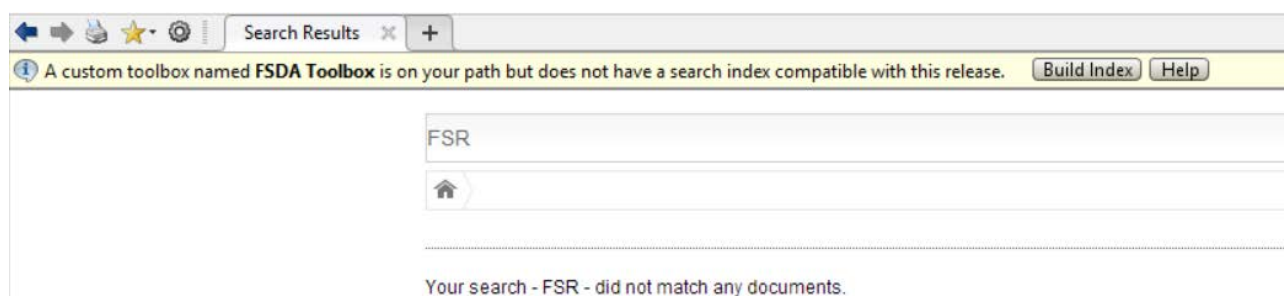 Search Results
A custom toolbox named FSDA Toolbox is on your path but does not have a search index compatible with this release. Build Index Help
FSR
Your search - FSR - did not match any documents.